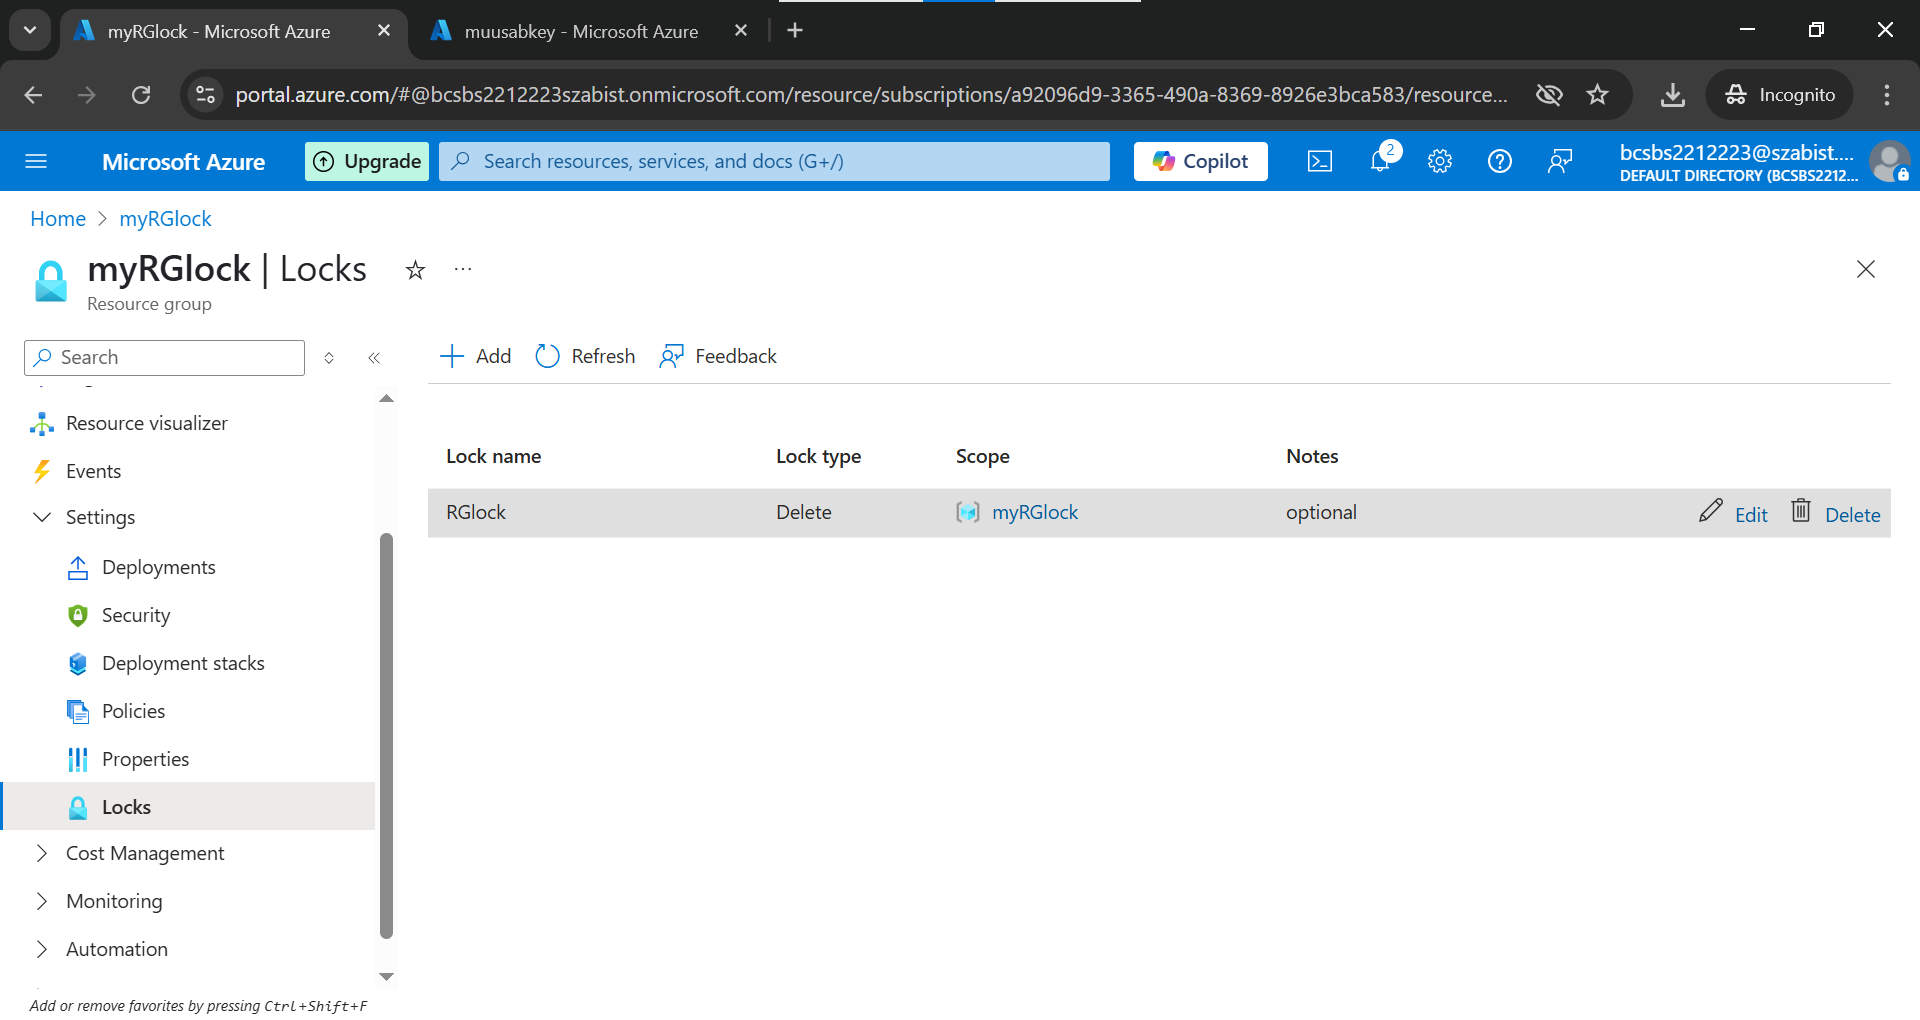 myRGlock - Microsoft Azure
muusabkey - Microsoft Azure
portal.azure.com/#@bcsbs2212223szabist.onmicrosoft.com/resource/subscriptions/a92096d9-3365-490a-8369-8926e3bca583/resource...
Incognito
Microsoft Azure
Upgrade
Search resources, services, and docs (G+/)
Copilot
2
bcsbs2212223@szabist....
DEFAULT DIRECTORY (BCSBS2212...
Home > myRGlock
myRGlock | Locks
...
Resource group
Search
Add
Refresh
Feedback
Resource visualizer
Events
Settings
Deployments
Security
Deployment stacks
Policies
Properties
Locks
Cost Management
Monitoring
Automation
Add or remove favorites by pressing Ctrl+Shift+F
Lock name Lock type Scope Notes
RGlock Delete myRGlock optional Edit Delete